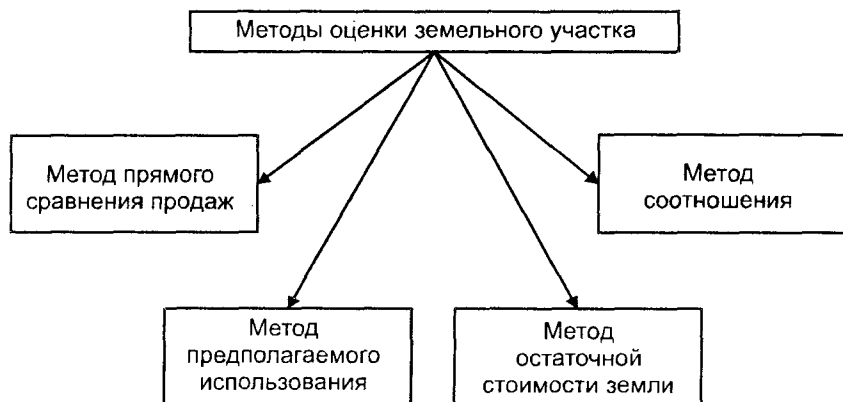 Методы оценки земельного участка
Метод прямого
сравнения продаж
Метод
соотношения
Метод
предполагаемого
использования
Метод
остаточной
стоимости земли